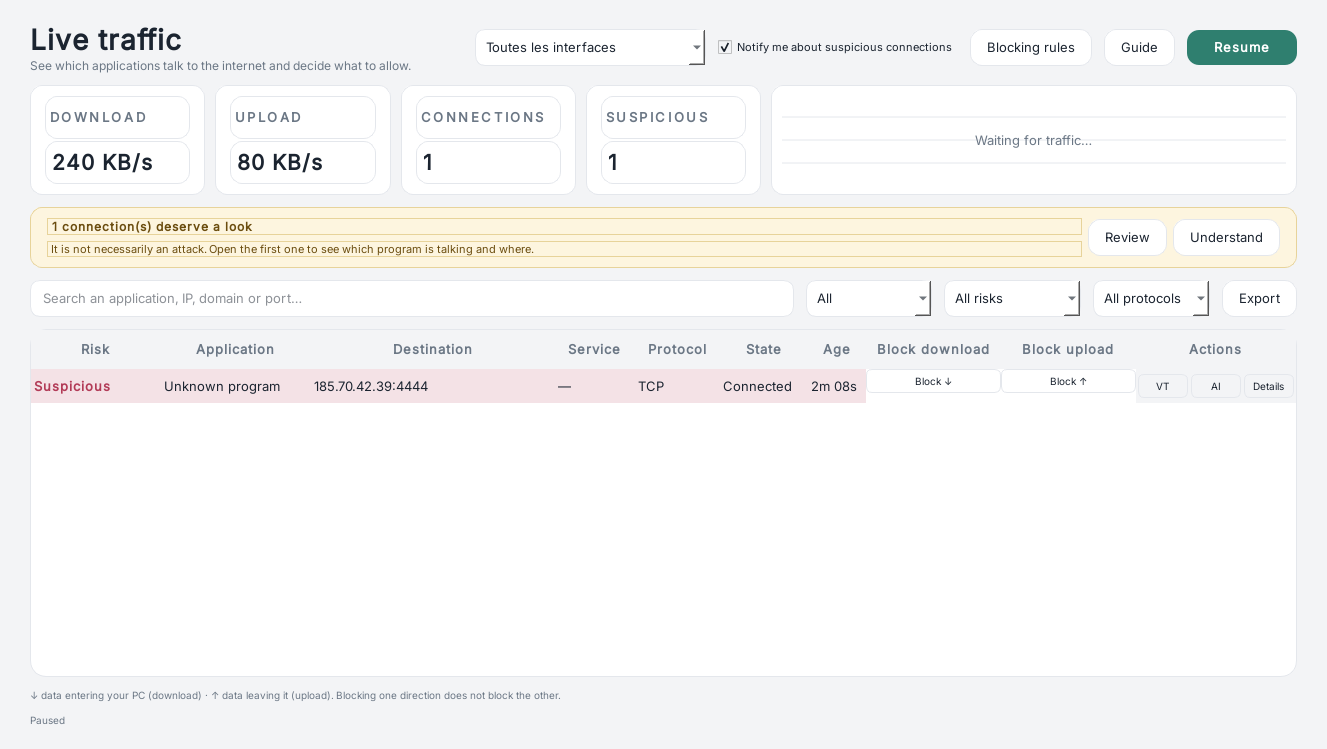 Live traffic
See which applications talk to the internet and decide what to allow.
Toutes les interfaces
Notify me about suspicious connections
Blocking rules
Guide
Resume
DOWNLOAD
240 KB/s
UPLOAD
80 KB/s
CONNECTIONS
1
SUSPICIOUS
1
Waiting for traffic...
1 connection(s) deserve a look
It is not necessarily an attack. Open the first one to see which program is talking and where.
Review
Understand
Search an application, IP, domain or port...
All
All risks
All protocols
Export
Risk Application Destination Service Protocol State Age Block download Block upload Actions
Suspicious Unknown program 185.70.42.39:4444 — TCP Connected 2m 08s Block ↓ Block ↑ VT AI Details
↓ data entering your PC (download) · ↑ data leaving it (upload). Blocking one direction does not block the other.
Paused